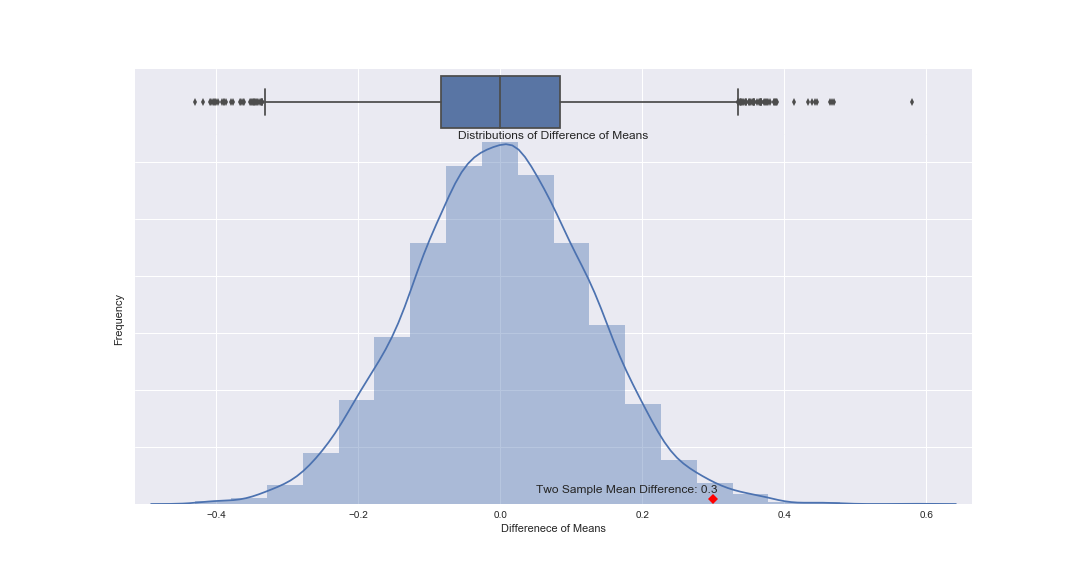 Distributions of Difference of Means
Frequency
Two Sample Mean Difference: 0.3
−0.4
−0.2
0.0
0.2
0.4
0.6
Differenece of Means